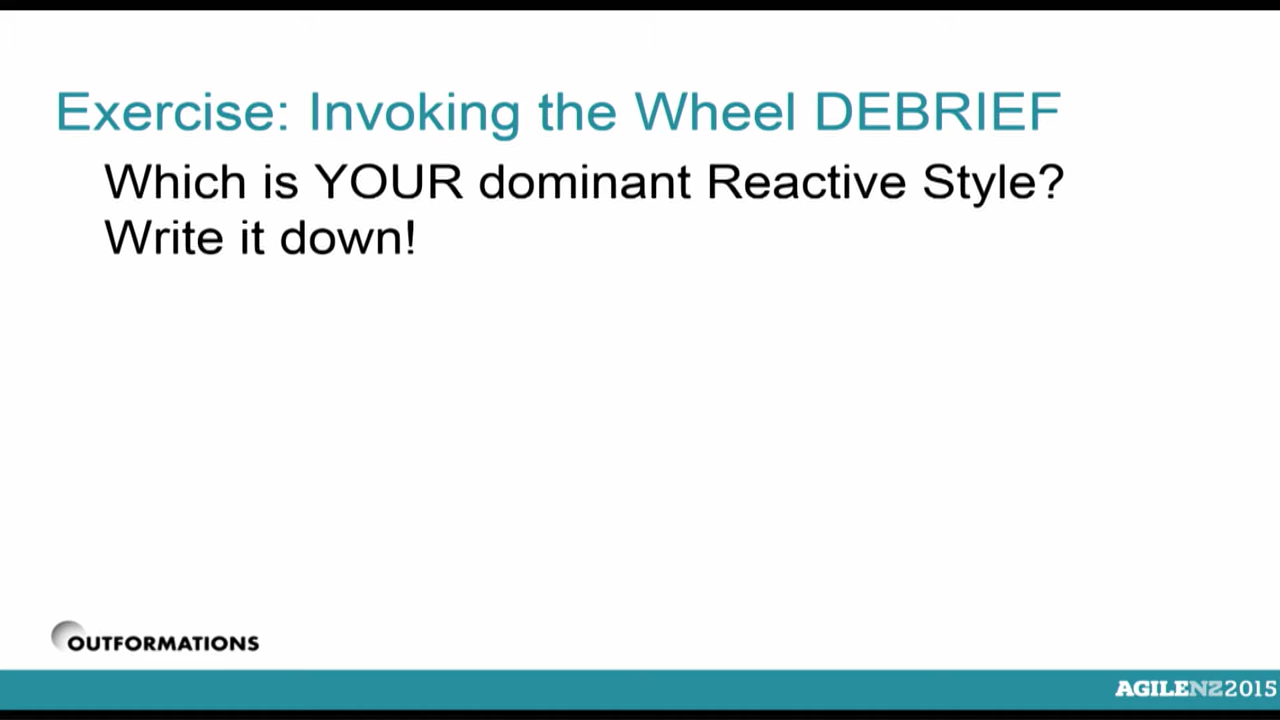 Exercise: Invoking the Wheel DEBRIEF
Which is YOUR dominant Reactive Style?
Write it down!
OUTFORMATIONS
AGILENZ2015